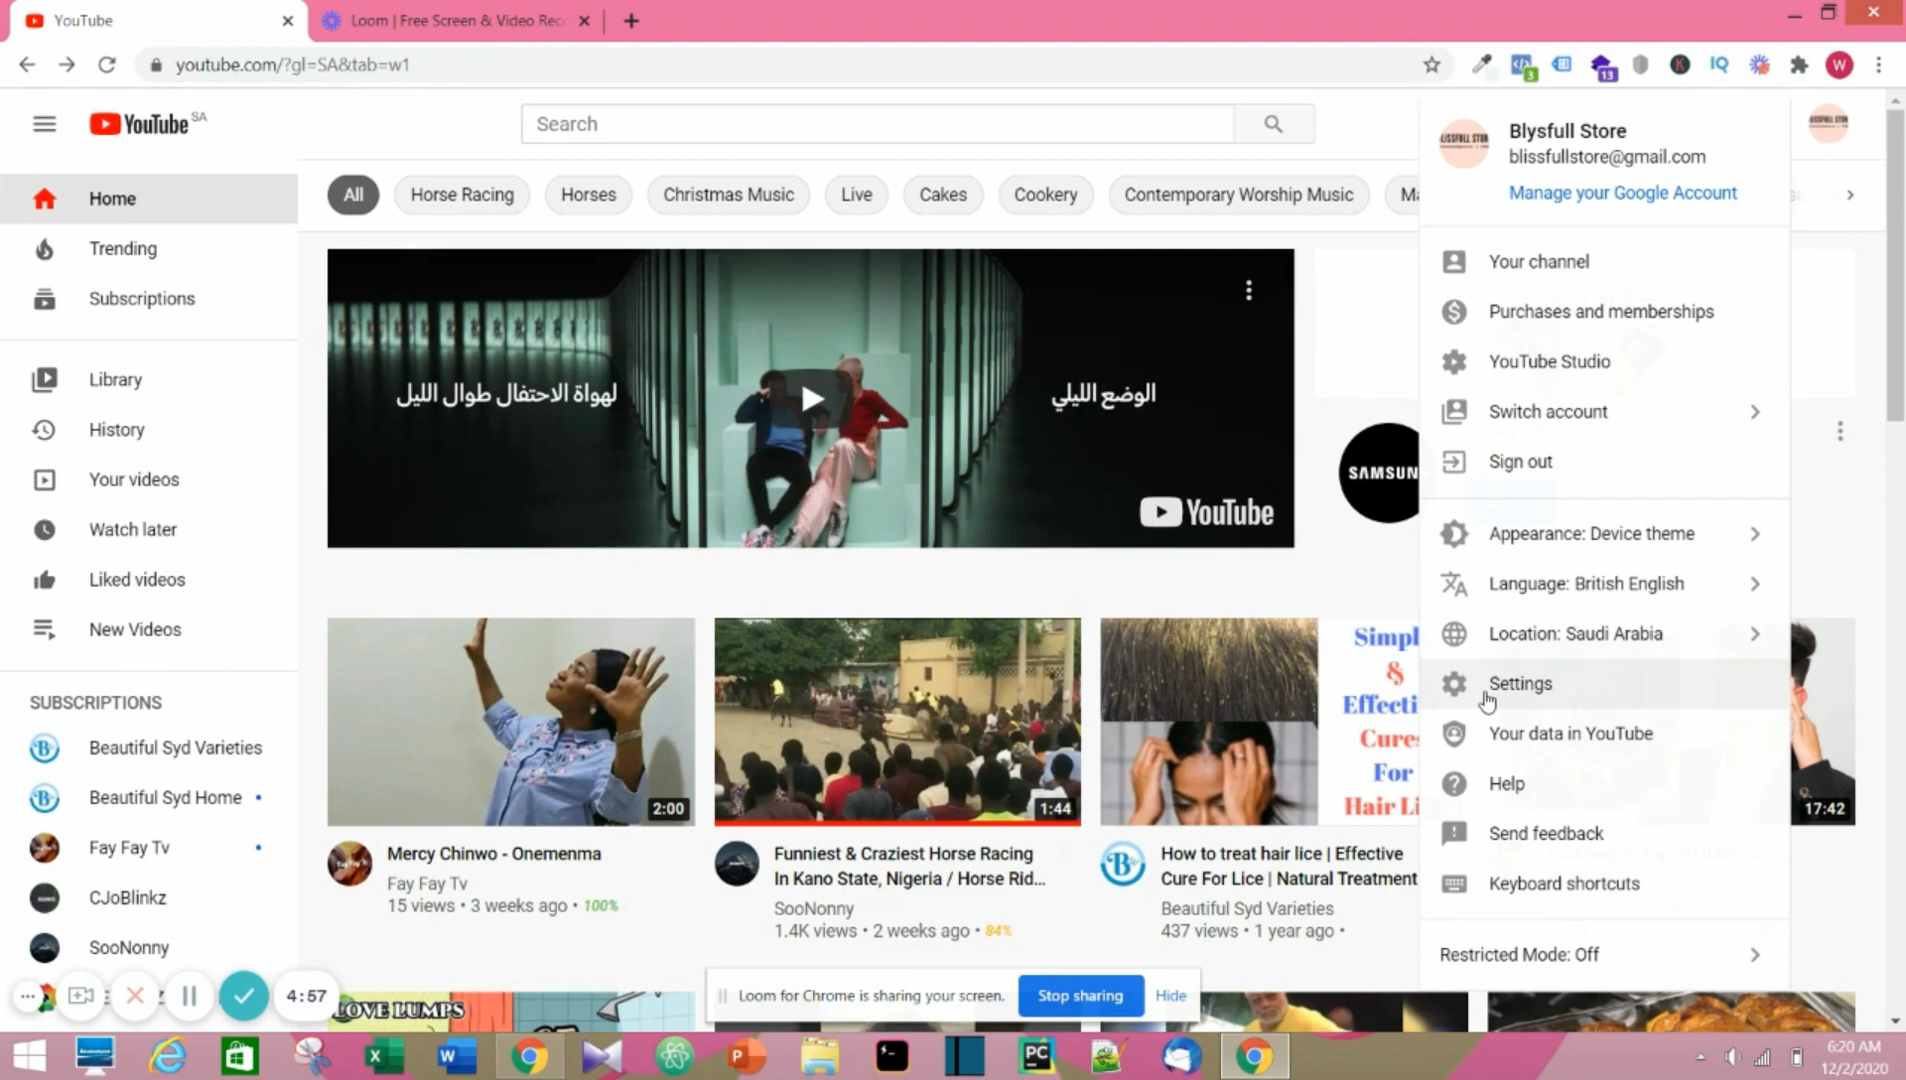 YouTube
Loom | Free Screen & Video Rec
youtube.com/?gl=SA&tab=w1
3
13
IQ
W
YouTube SA
Search
Blysfull Store
blissfullstore@gmail.com
Manage your Google Account
Home
Trending
Subscriptions
Library
History
Your videos
Watch later
Liked videos
New Videos
SUBSCRIPTIONS
Beautiful Syd Varieties
Beautiful Syd Home
Fay Fay Tv
CJoBlinkz
SooNonny
All
Horse Racing
Horses
Christmas Music
Live
Cakes
Cookery
Contemporary Worship Music
Ma
لهواة الاحتفال طوال الليل
الوضع الليلي
YouTube
SAMSUN
2:00
Mercy Chinwo - Onemenma
Fay Fay Tv
15 views • 3 weeks ago • 100%
1:44
Funniest & Craziest Horse Racing
In Kano State, Nigeria / Horse Rid...
SooNonny
1.4K views • 2 weeks ago • 84%
Simpl
&
Effecti
Cures
For
Hair Li
How to treat hair lice | Effective
Cure For Lice | Natural Treatment
Beautiful Syd Varieties
437 views • 1 year ago •
17:42
Your channel
Purchases and memberships
YouTube Studio
Switch account
Sign out
Appearance: Device theme
Language: British English
Location: Saudi Arabia
Settings
Your data in YouTube
Help
Send feedback
Keyboard shortcuts
Restricted Mode: Off
4:57
LOVE LUMPS
Loom for Chrome is sharing your screen.
Stop sharing
Hide
6:20 AM
12/2/2020